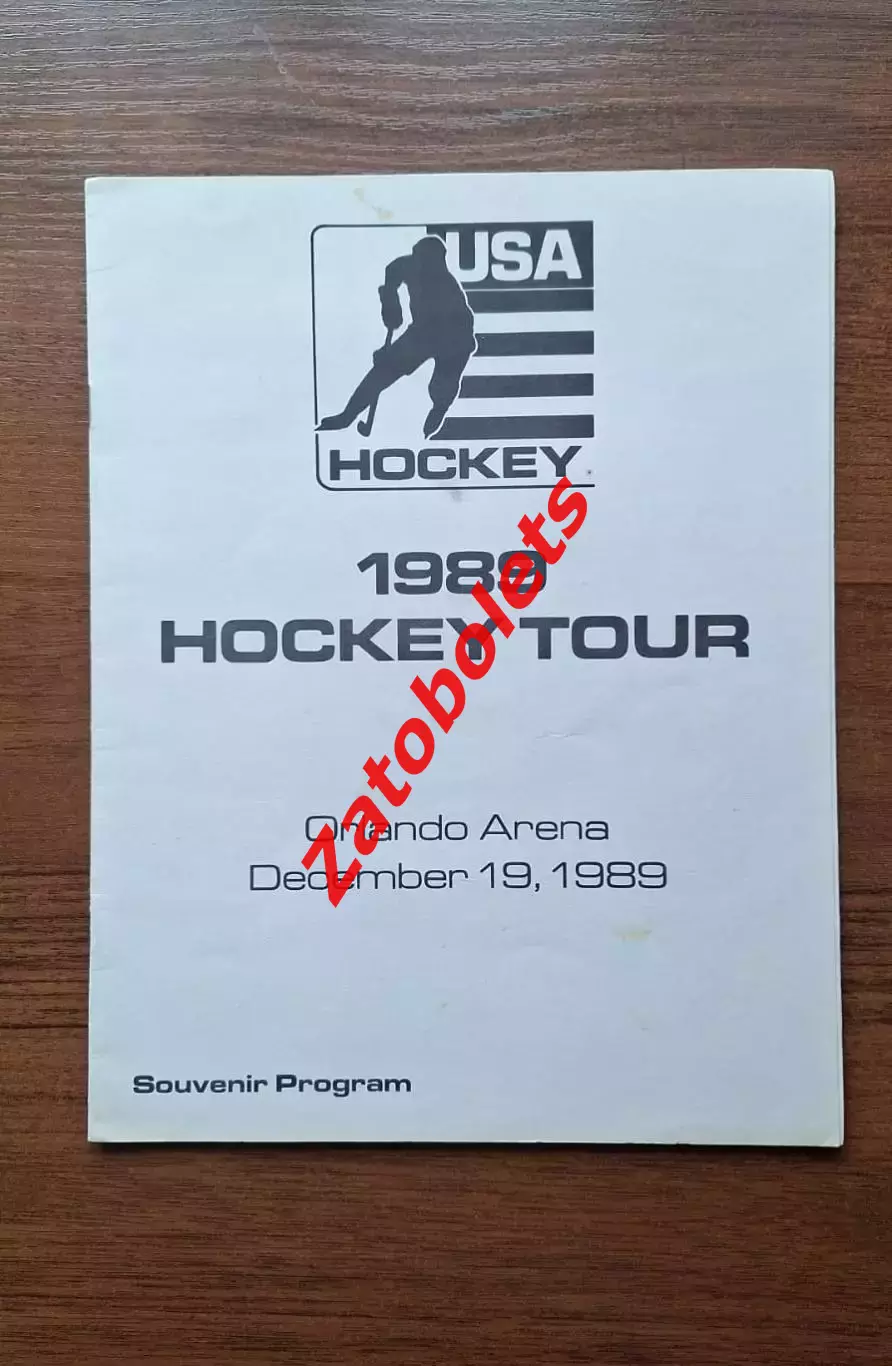 USA
HOCKEY
1989
HOCKEY TOUR
Zatobolets
Orlando Arena
December 19, 1989
Souvenir Program